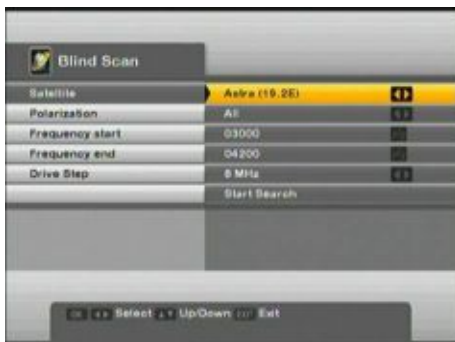 Blind Scan
Satellite Astra (19.2E)
Polarization All
Frequency start 03000
Frequency end 04200
Drive Step 8 MHz
Start Search
OK Select Up/Down Exit